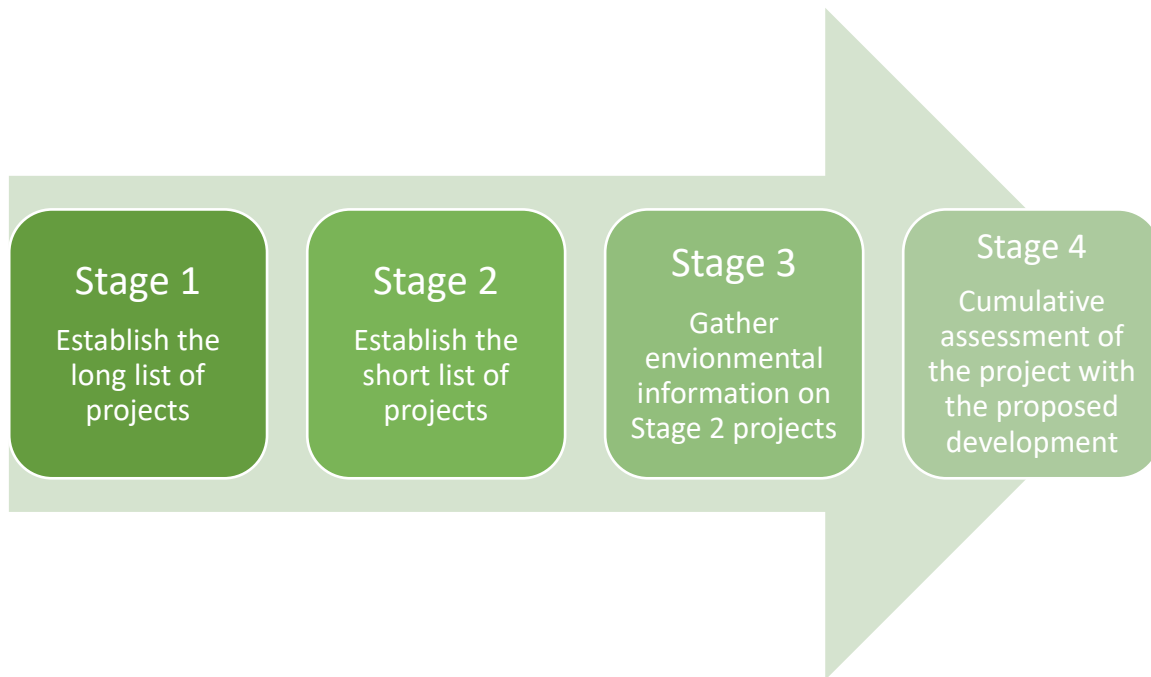 Stage 1
Establish the
long list of
projects
Stage 2
Establish the
short list of
projects
Stage 3
Gather
envionmental
information on
Stage 2 projects
Stage 4
Cumulative
assessment of
the project with
the proposed
development